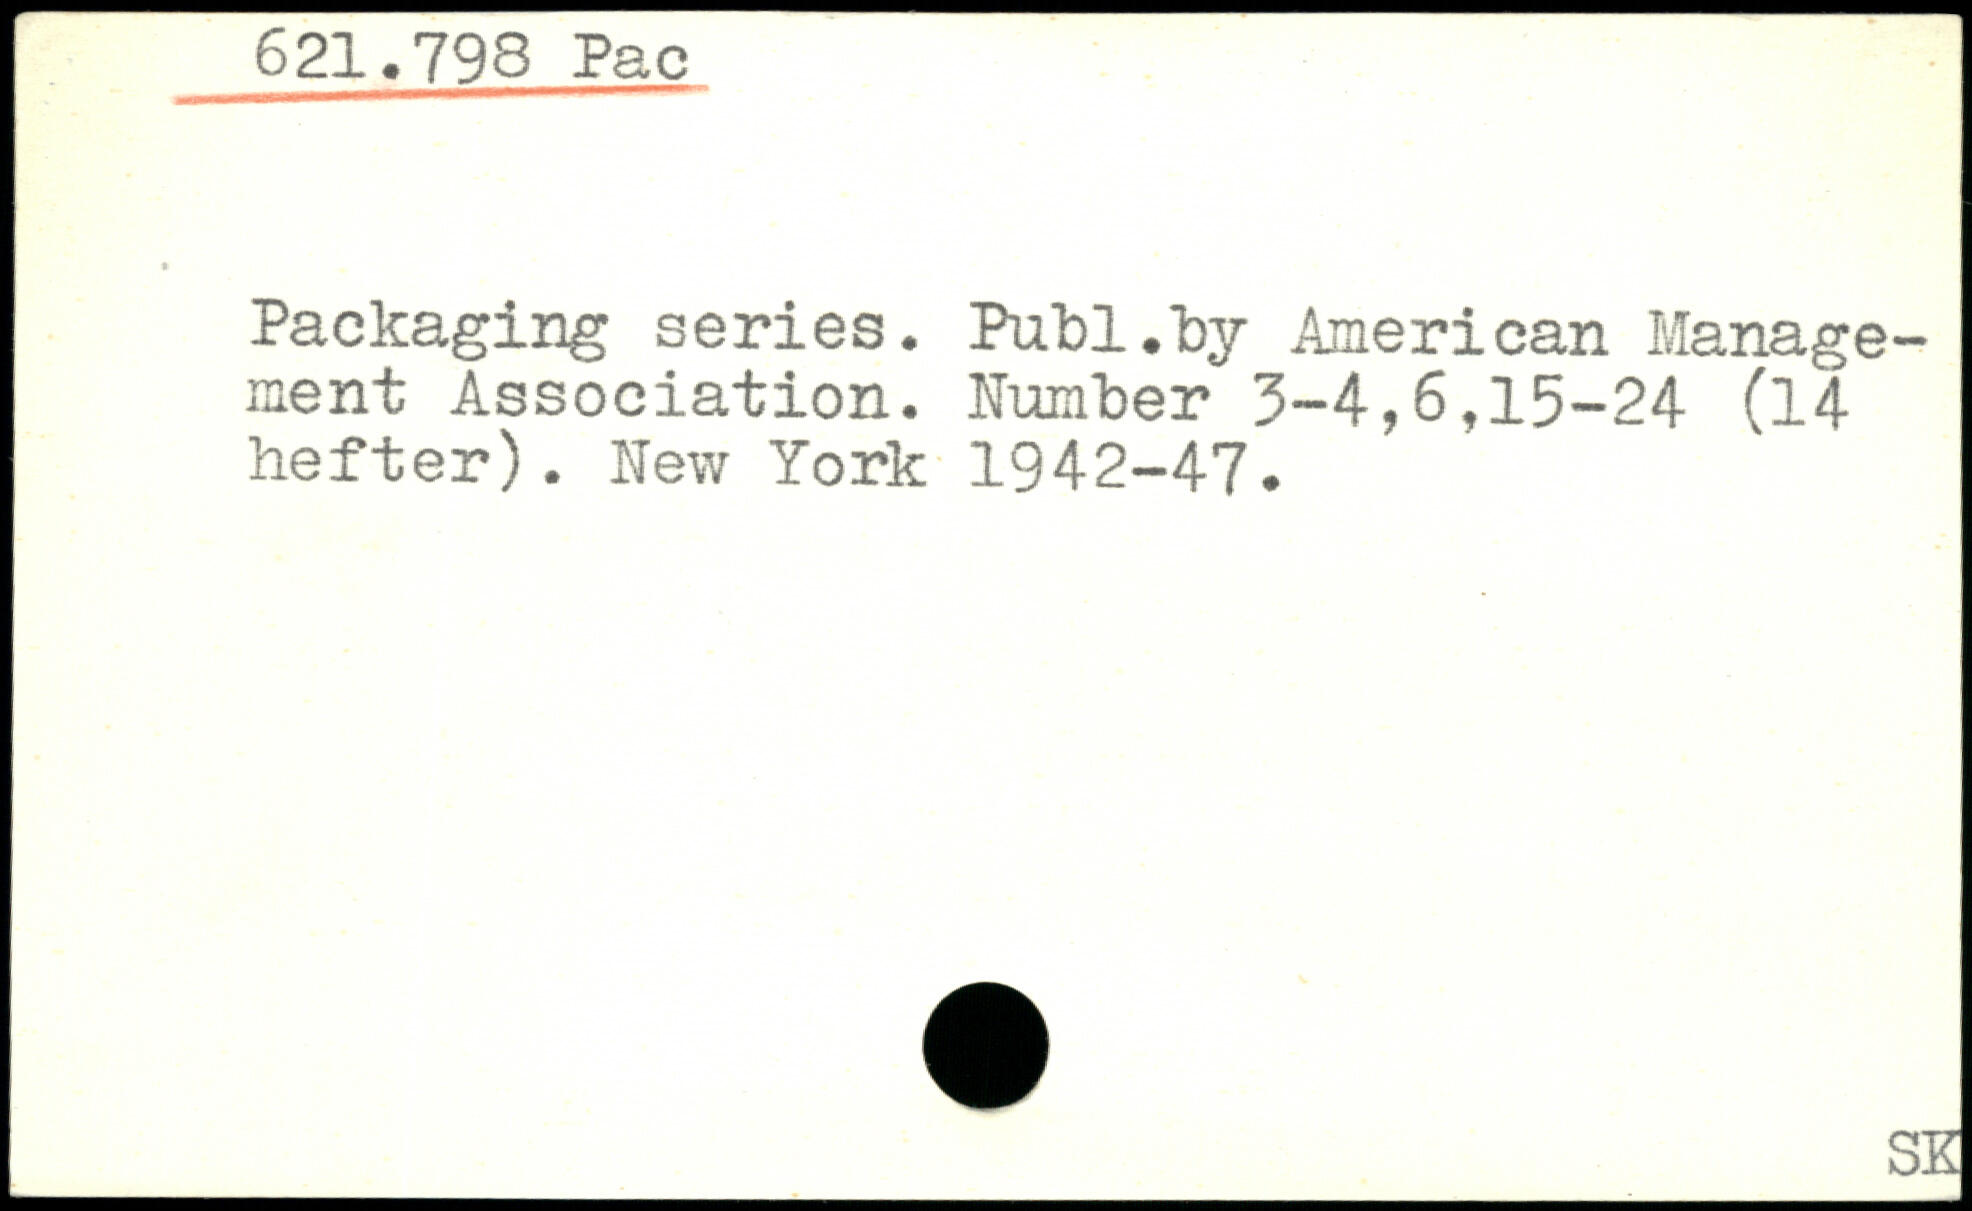 621.798 Pac
Packaging series. Publ.by American Manage-
ment Association. Number 3-4,6,15-24 (14
hefter). New York 1942-47.
SK